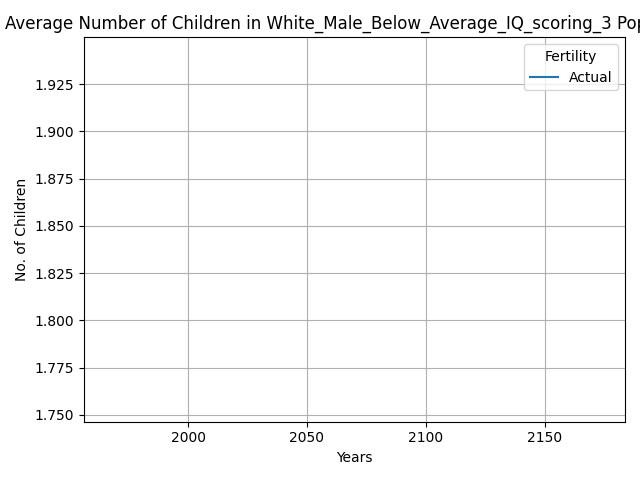 Average Number of Children in White_Male_Below_Average_IQ_scoring_3 Pop
Fertility
Actual
1.925
1.900
1.875
1.850
1.825
1.800
1.775
1.750
No. of Children
2000 2050 2100 2150
Years